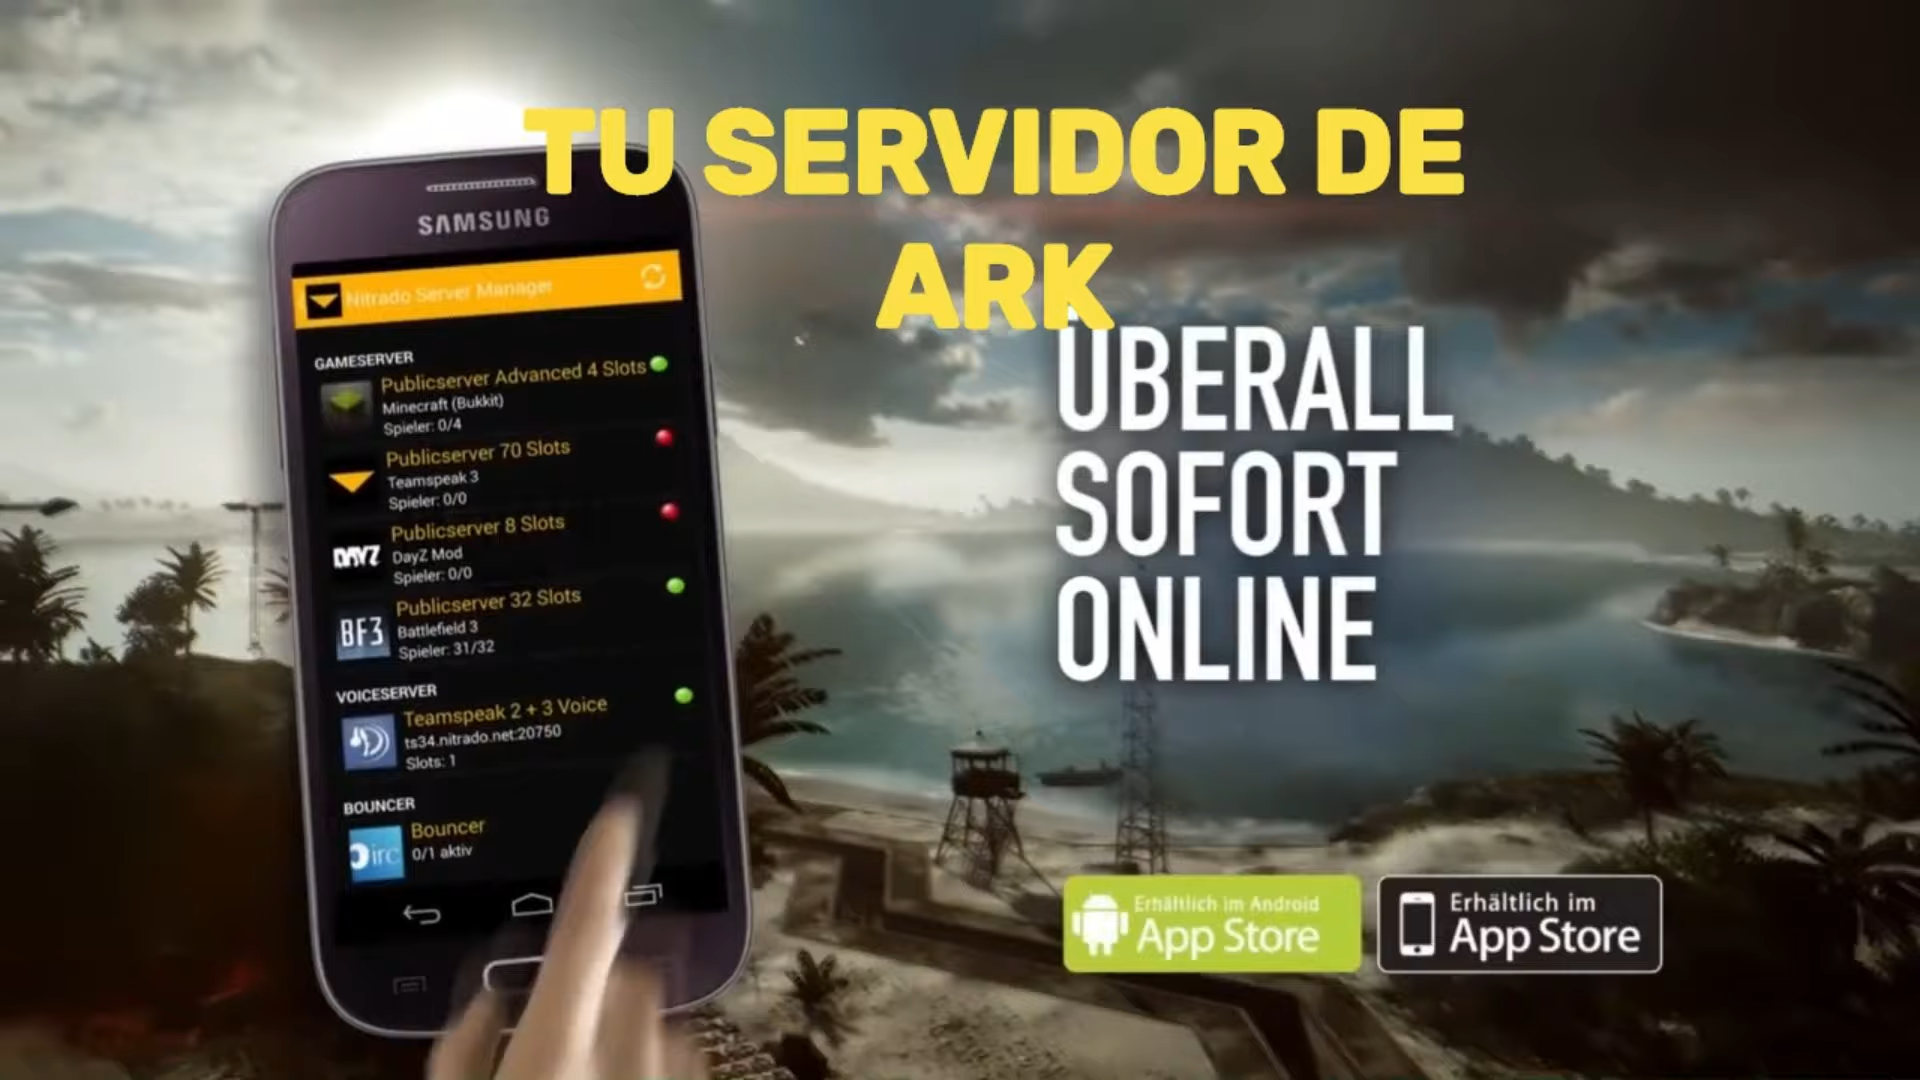 TU SERVIDOR DE
ARK
SAMSUNG
Nitrado Server Manager
GAMESERVER
Publicserver Advanced 4 Slots
Minecraft (Bukkit)
Spieler: 0/4
Publicserver 70 Slots
Teamspeak 3
Spieler: 0/0
DAYZ
Publicserver 8 Slots
DayZ Mod
Spieler: 0/0
BF3
Publicserver 32 Slots
Battlefield 3
Spieler: 31/32
VOICESERVER
Teamspeak 2 + 3 Voice
ts34.nitrado.net:20750
Slots: 1
BOUNCER
irc
Bouncer
0/1 aktiv
ÜBERALL
SOFORT
ONLINE
Erhältlich im Android
App Store
Erhältlich im
App Store